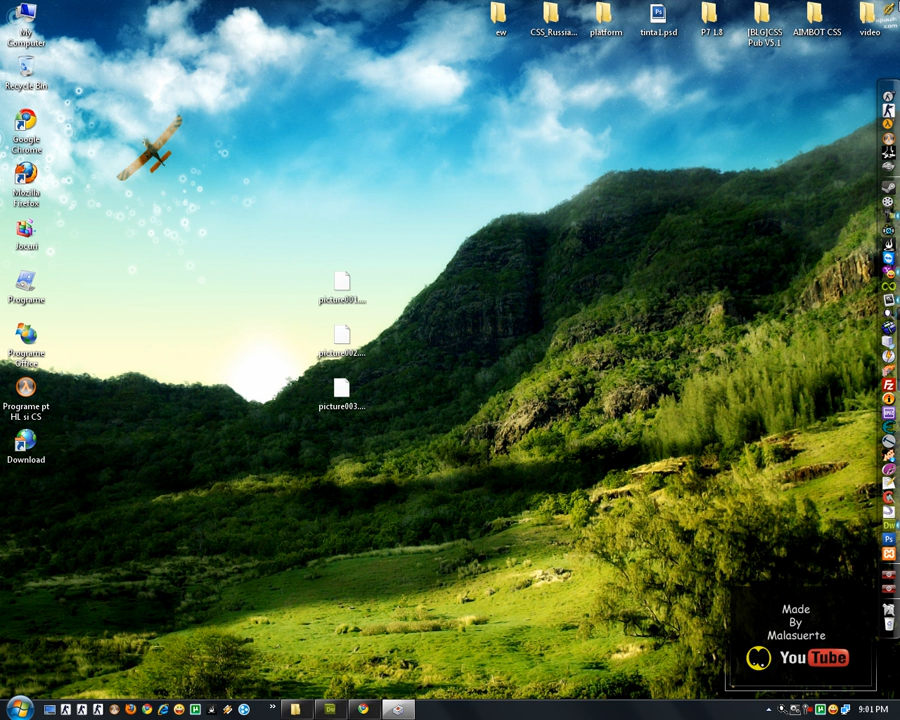 My
Computer
Recycle Bin
Google
Chrome
Mozilla
Firefox
Jocuri
Programe
Programe
Office
Programe pt
HL si CS
Download
ew
CSS_Russia...
platform
tinta1.psd
P7 1.8
[BLG]CSS
Pub V5.1
AIMBOT CSS
video
picture001....
picture002....
picture003....
Made
By
Malasuerte
YouTube
9:01 PM